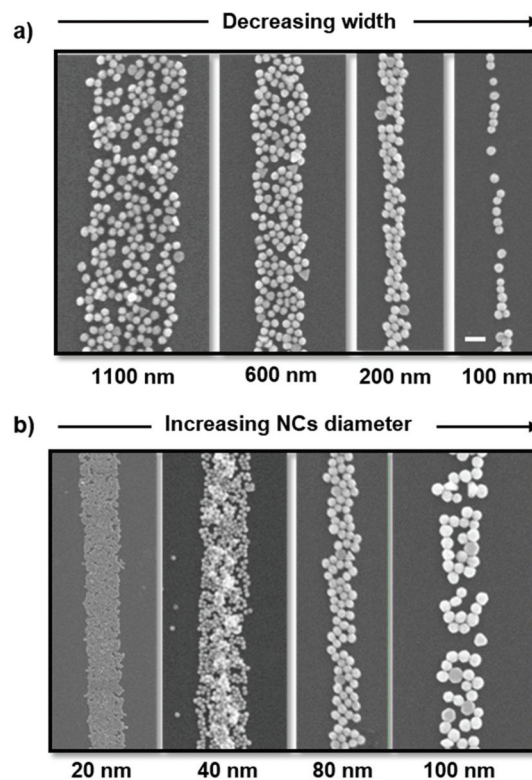 Decreasing width
a)
1100 nm 600 nm 200 nm 100 nm
b) Increasing NCs diameter
20 nm 40 nm 80 nm 100 nm